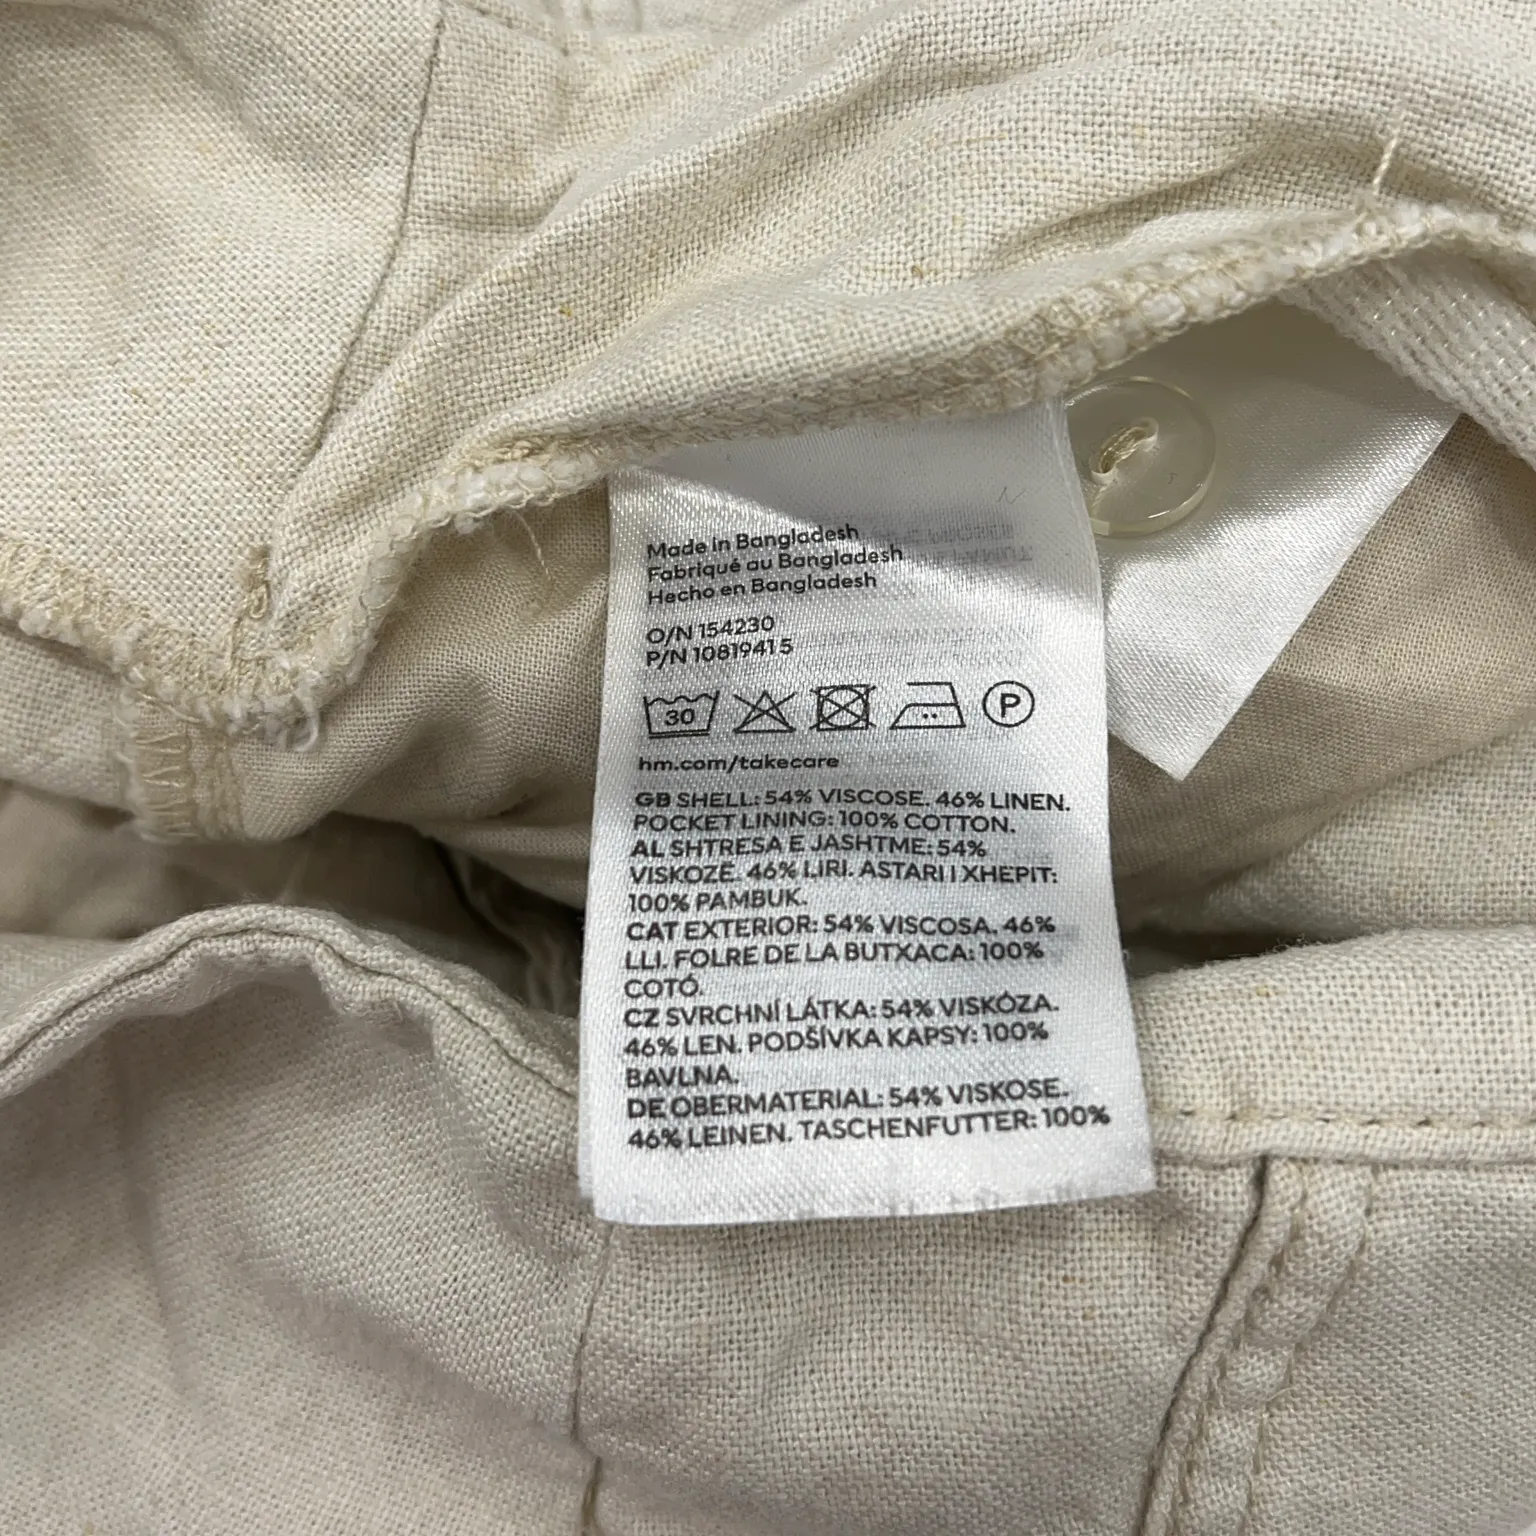 Made in Bangladesh
Fabriqué au Bangladesh
Hecho en Bangladesh
O/N 154230
P/N 10819415
30
P
hm.com/takecare
GB SHELL: 54% VISCOSE. 46% LINEN.
POCKET LINING: 100% COTTON.
AL SHTRESA E JASHTME: 54%
VISKOZË. 46% LIRI. ASTARI I XHEPIT:
100% PAMBUK.
CAT EXTERIOR: 54% VISCOSA. 46%
LLI. FOLRE DE LA BUTXACA: 100%
COTÓ.
CZ SVRCHNÍ LÁTKA: 54% VISKÓZA.
46% LEN. PODŠÍVKA KAPSY: 100%
BAVLNA.
DE OBERMATERIAL: 54% VISKOSE.
46% LEINEN. TASCHENFUTTER: 100%